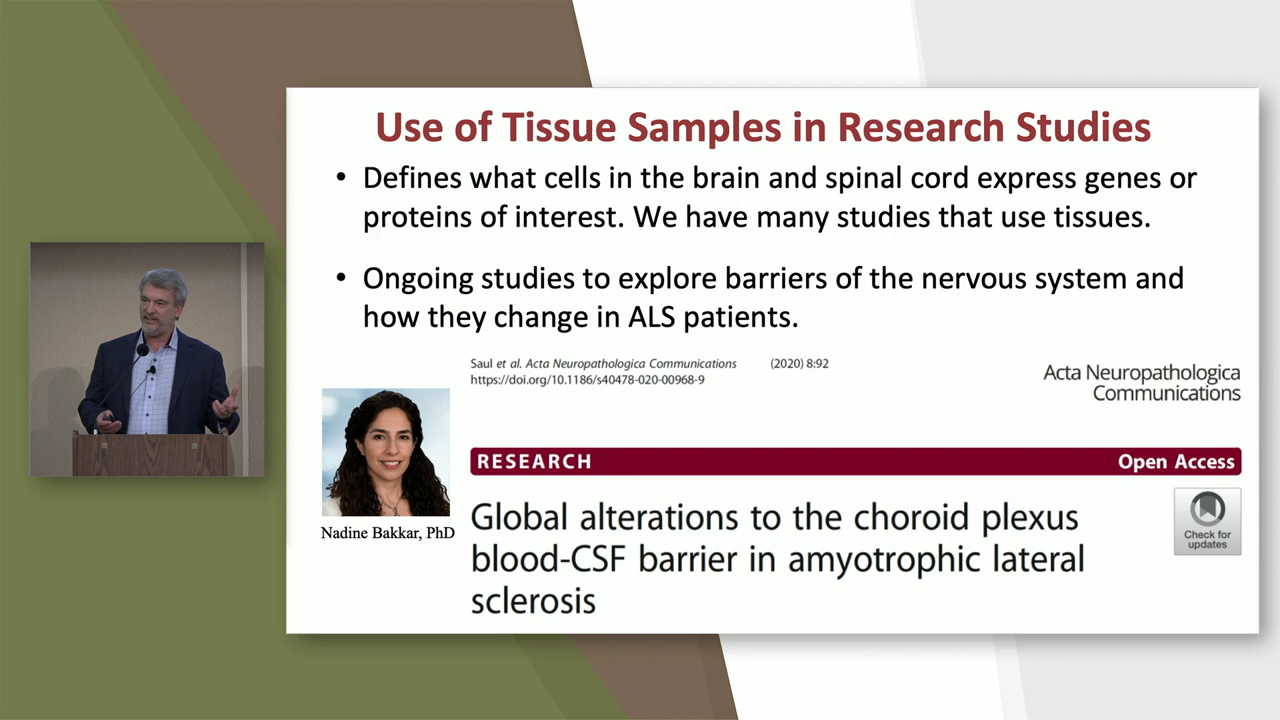 Use of Tissue Samples in Research Studies
• Defines what cells in the brain and spinal cord express genes or
proteins of interest. We have many studies that use tissues.
• Ongoing studies to explore barriers of the nervous system and
how they change in ALS patients.
Saul et al. Acta Neuropathologica Communications (2020) 8:92
https://doi.org/10.1186/s40478-020-00968-9
Acta Neuropathologica
Communications
Nadine Bakkar, PhD
RESEARCH
Open Access
Global alterations to the choroid plexus
blood-CSF barrier in amyotrophic lateral
sclerosis
Check for
updates